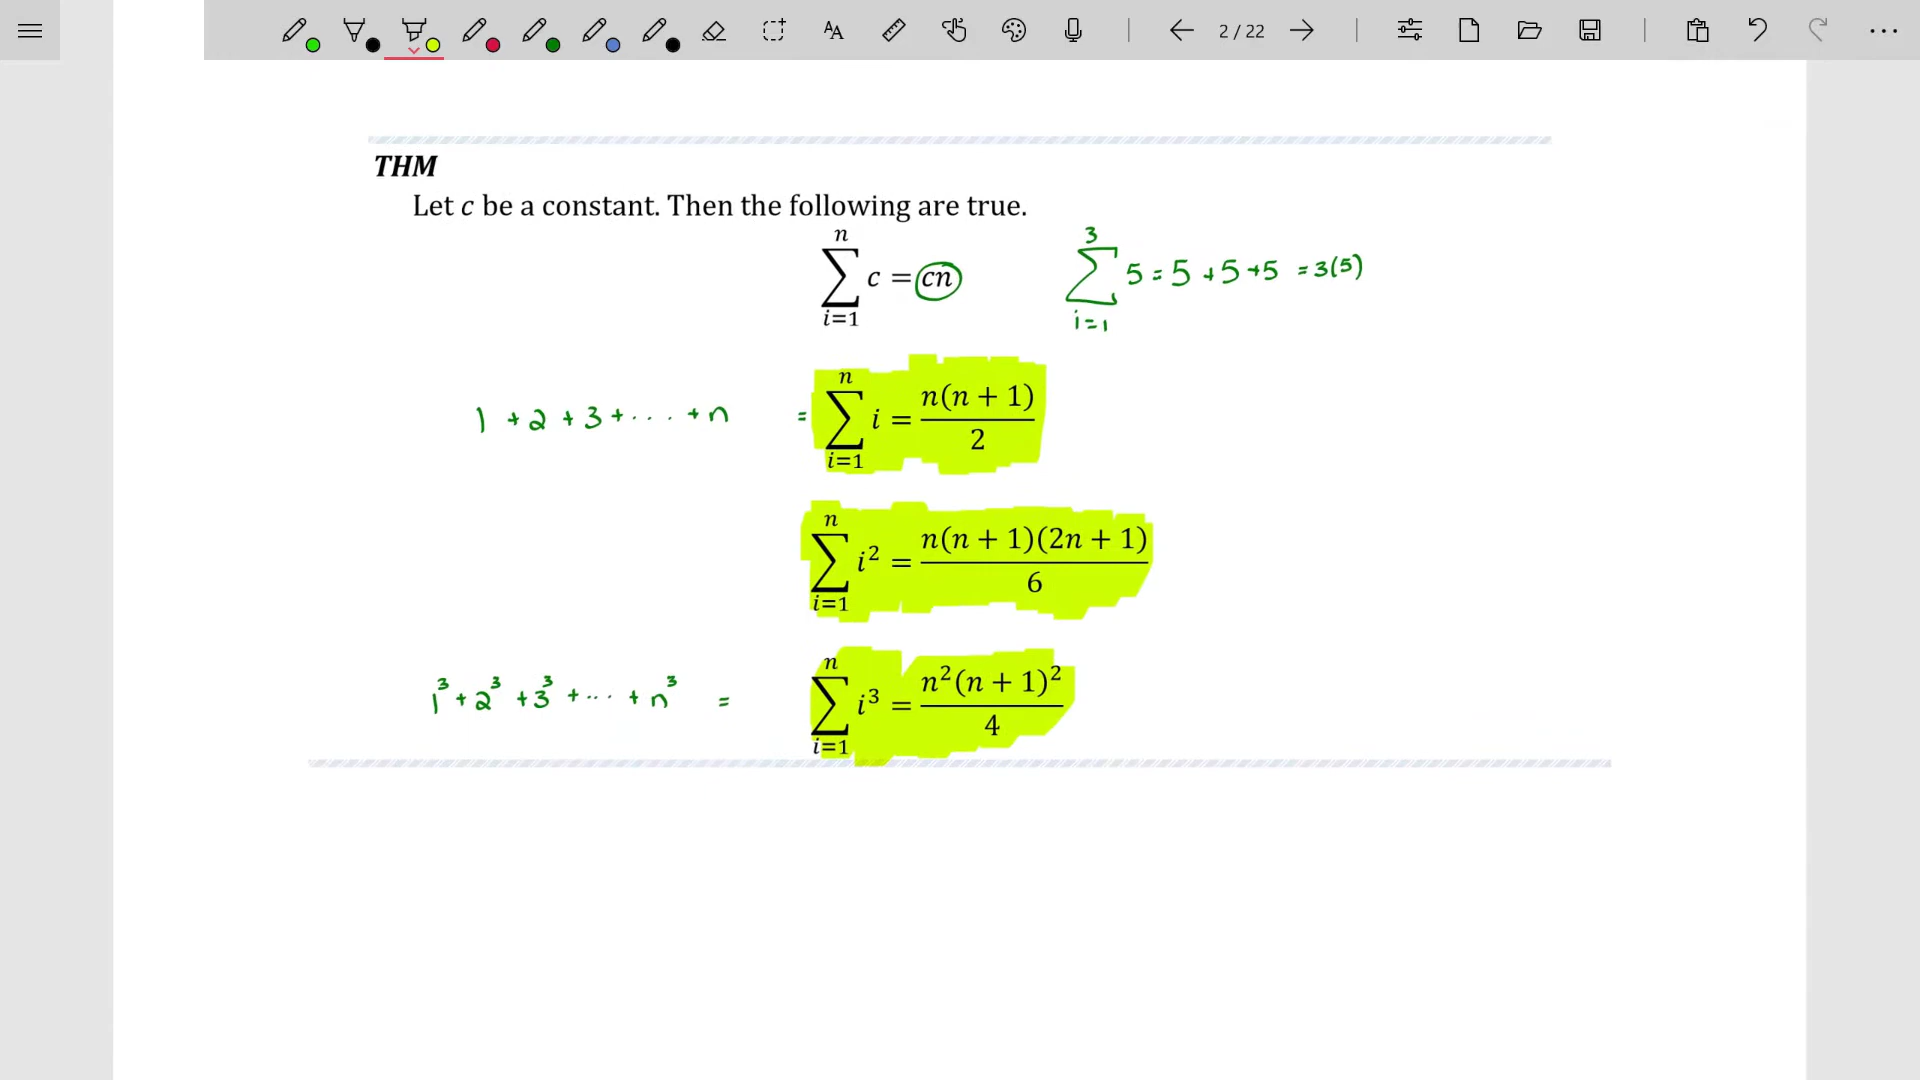 2 / 22
THM
Let c be a constant. Then the following are true.
∑_{i=1}^{n} c = cn
∑_{i=1}^{3} 5 = 5 + 5 + 5 = 3(5)
1 + 2 + 3 + · · · · + n = ∑_{i=1}^{n} i = n(n + 1)/2
∑_{i=1}^{n} i² = n(n + 1)(2n + 1)/6
1³ + 2³ + 3³ + · · · + n³ = ∑_{i=1}^{n} i³ = n²(n + 1)²/4